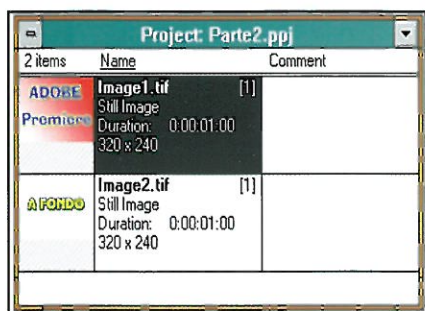 Project: Parte2.ppj
2 items Name Comment
ADOBE
Premiere
Image1.tif [1]
Still Image
Duration: 0:00:01:00
320 x 240
A FONDO
Image2.tif [1]
Still Image
Duration: 0:00:01:00
320 x 240